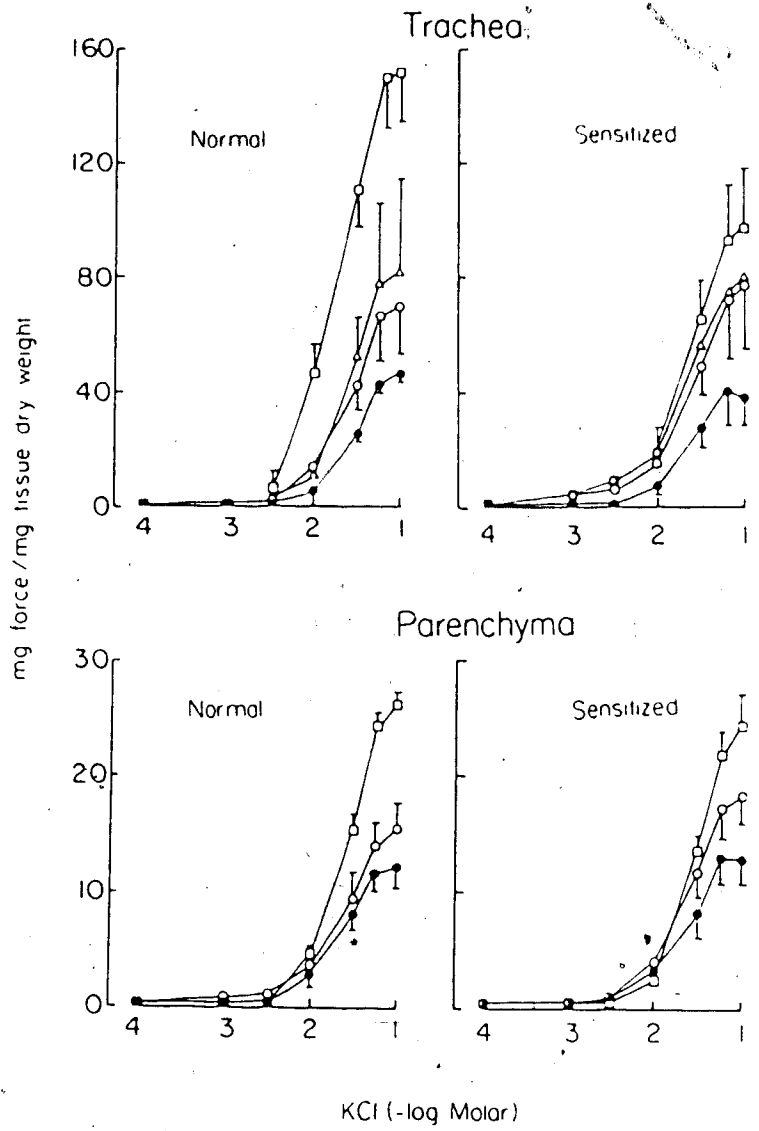 Trachea
Normal
Sensitized
160
120
80
40
0
4 3 2 1
4 3 2 1
mg force/mg tissue dry weight
Parenchyma
Normal
Sensitized
30
20
10
0
4 3 2 1
4 3 2 1
KCl (-log Molar)